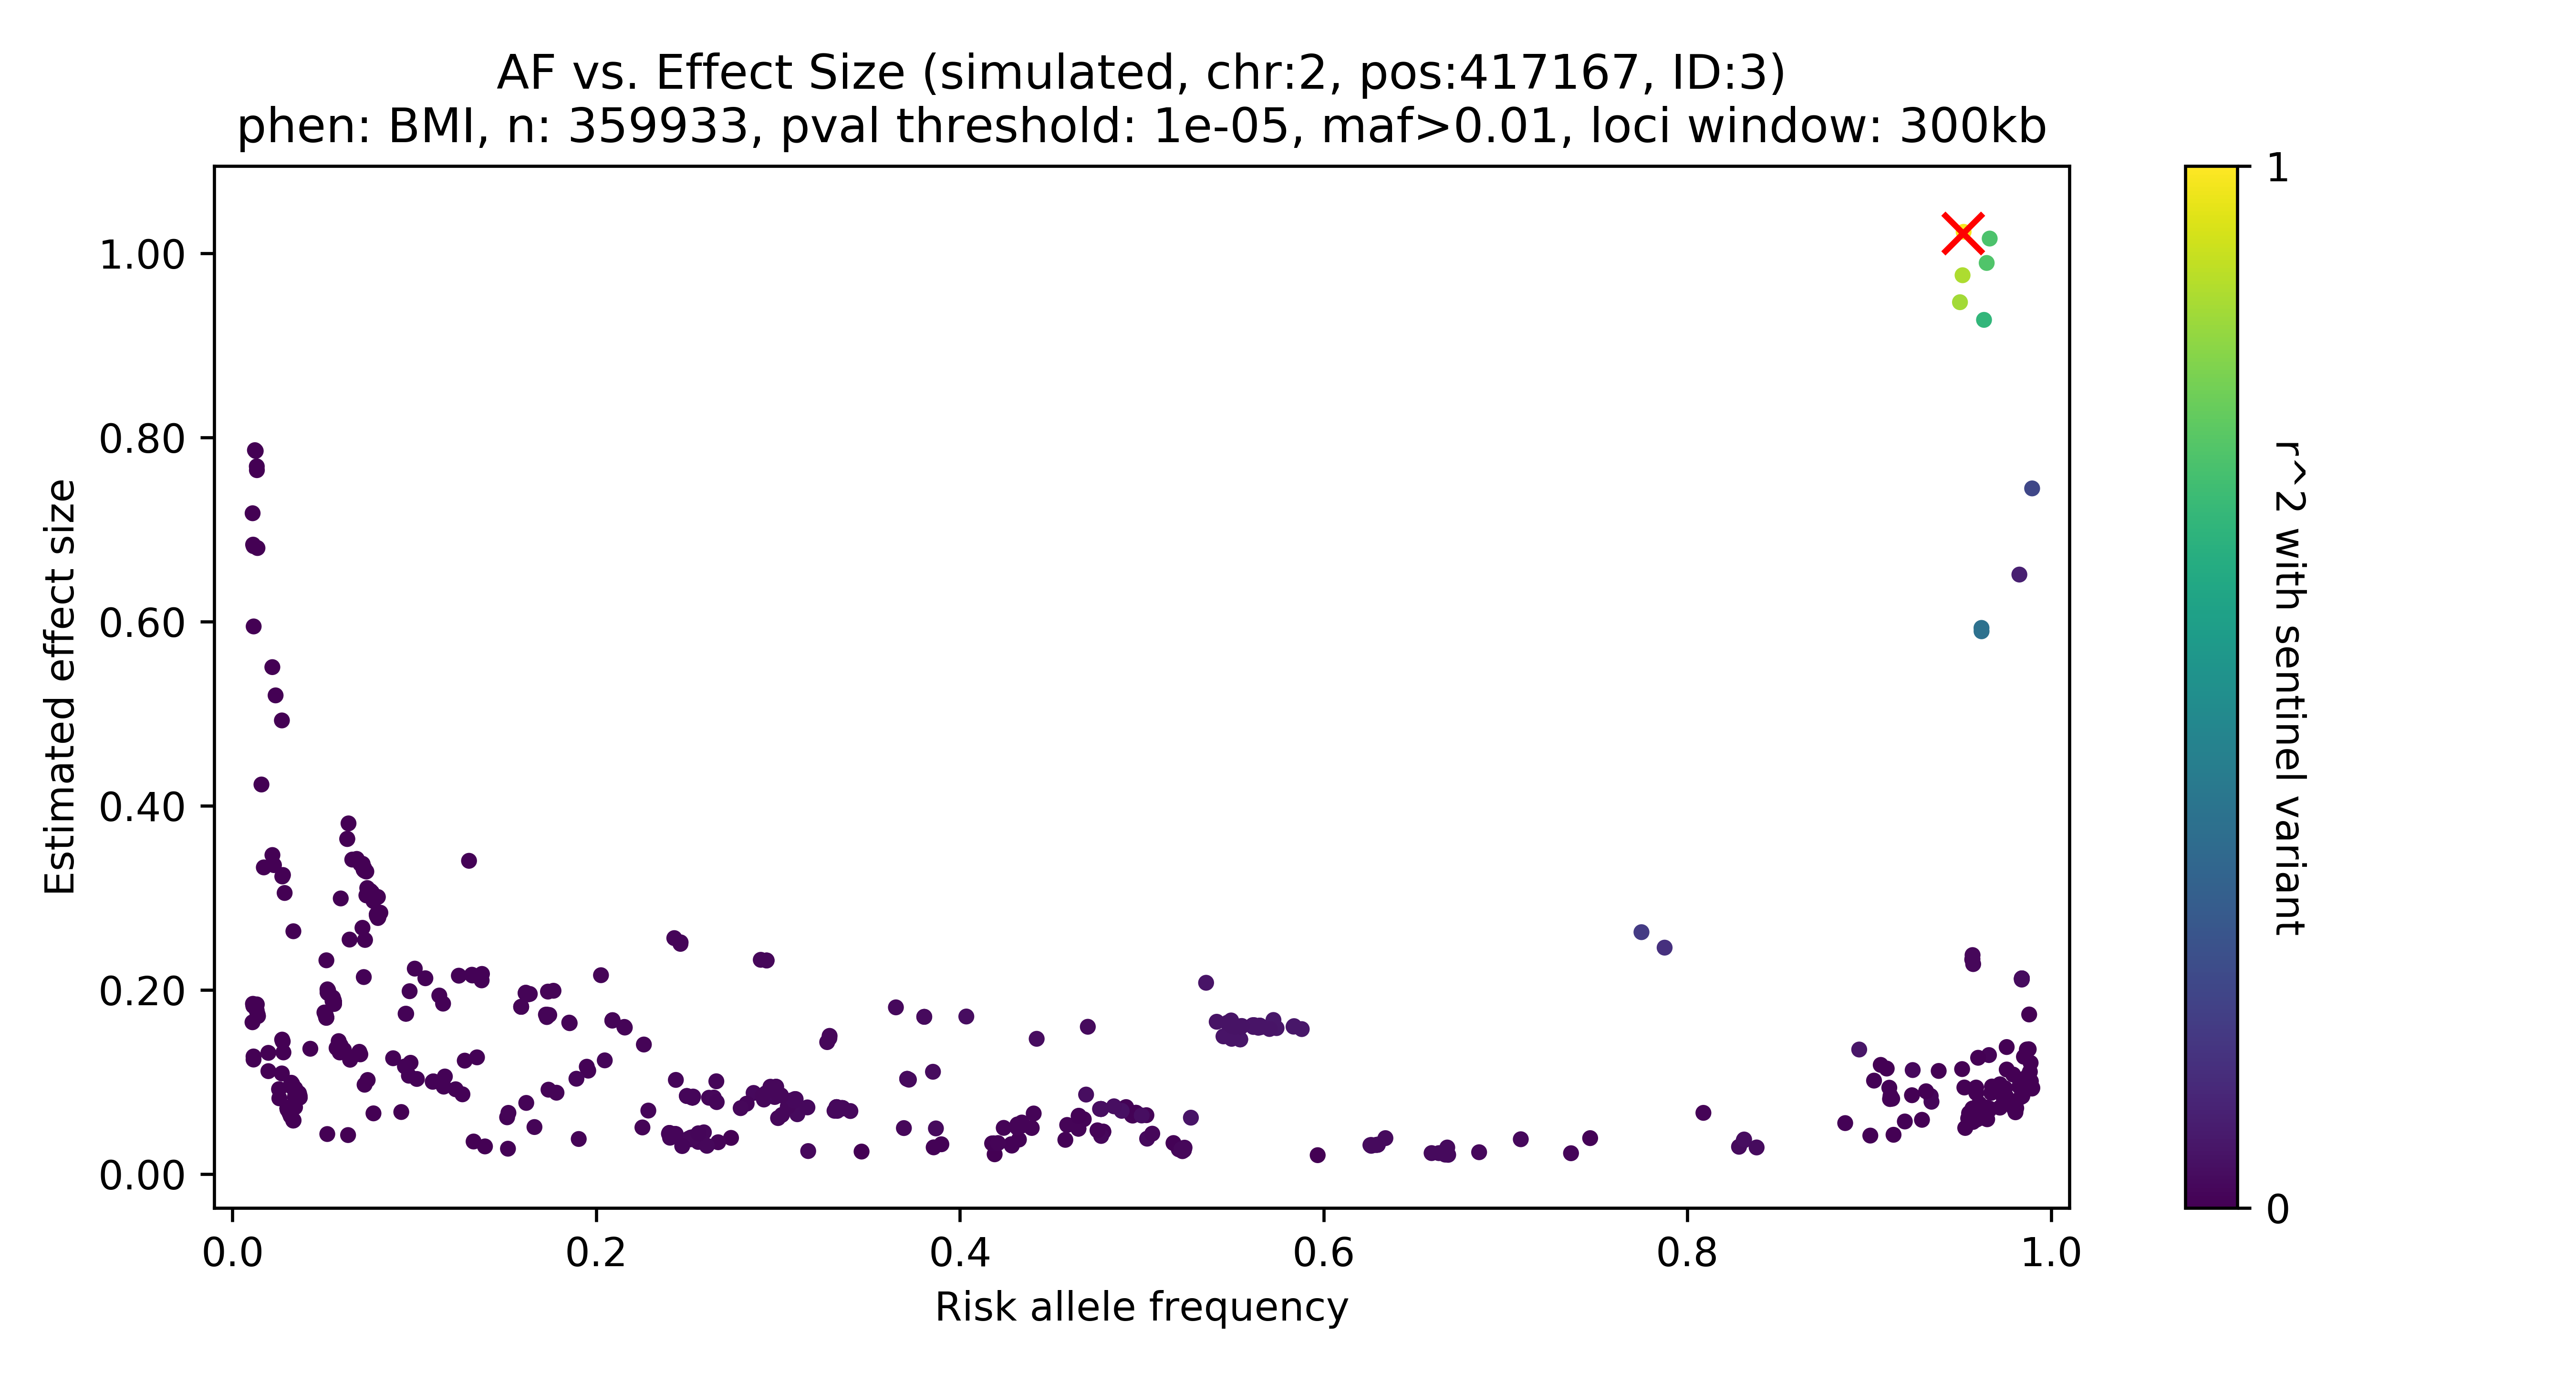 AF vs. Effect Size (simulated, chr:2, pos:417167, ID:3)
phen: BMI, n: 359933, pval threshold: 1e-05, maf>0.01, loci window: 300kb
1.00
0.80
0.60
0.40
0.20
0.00
Estimated effect size
0.0
0.2
0.4
0.6
0.8
1.0
Risk allele frequency
1
0
r^2 with sentinel variant